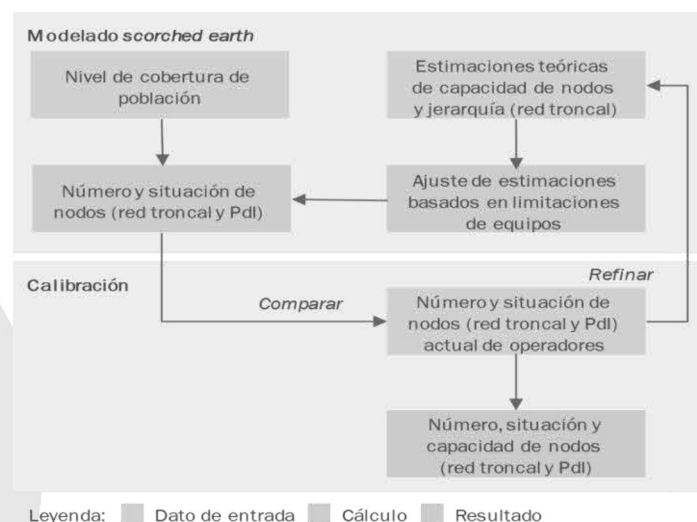 Modelado scorched earth
Nivel de cobertura de
población
Estimaciones teóricas
de capacidad de nodos
y jerarquía (red troncal)
Número y situación de
nodos (red troncal y PdI)
Ajuste de estimaciones
basados en limitaciones
de equipos
Calibración
Comparar
Refinar
Número y situación de
nodos (red troncal y PdI)
actual de operadores
Número, situación y
capacidad de nodos
(red troncal y PdI)
Leyenda: Dato de entrada Cálculo Resultado